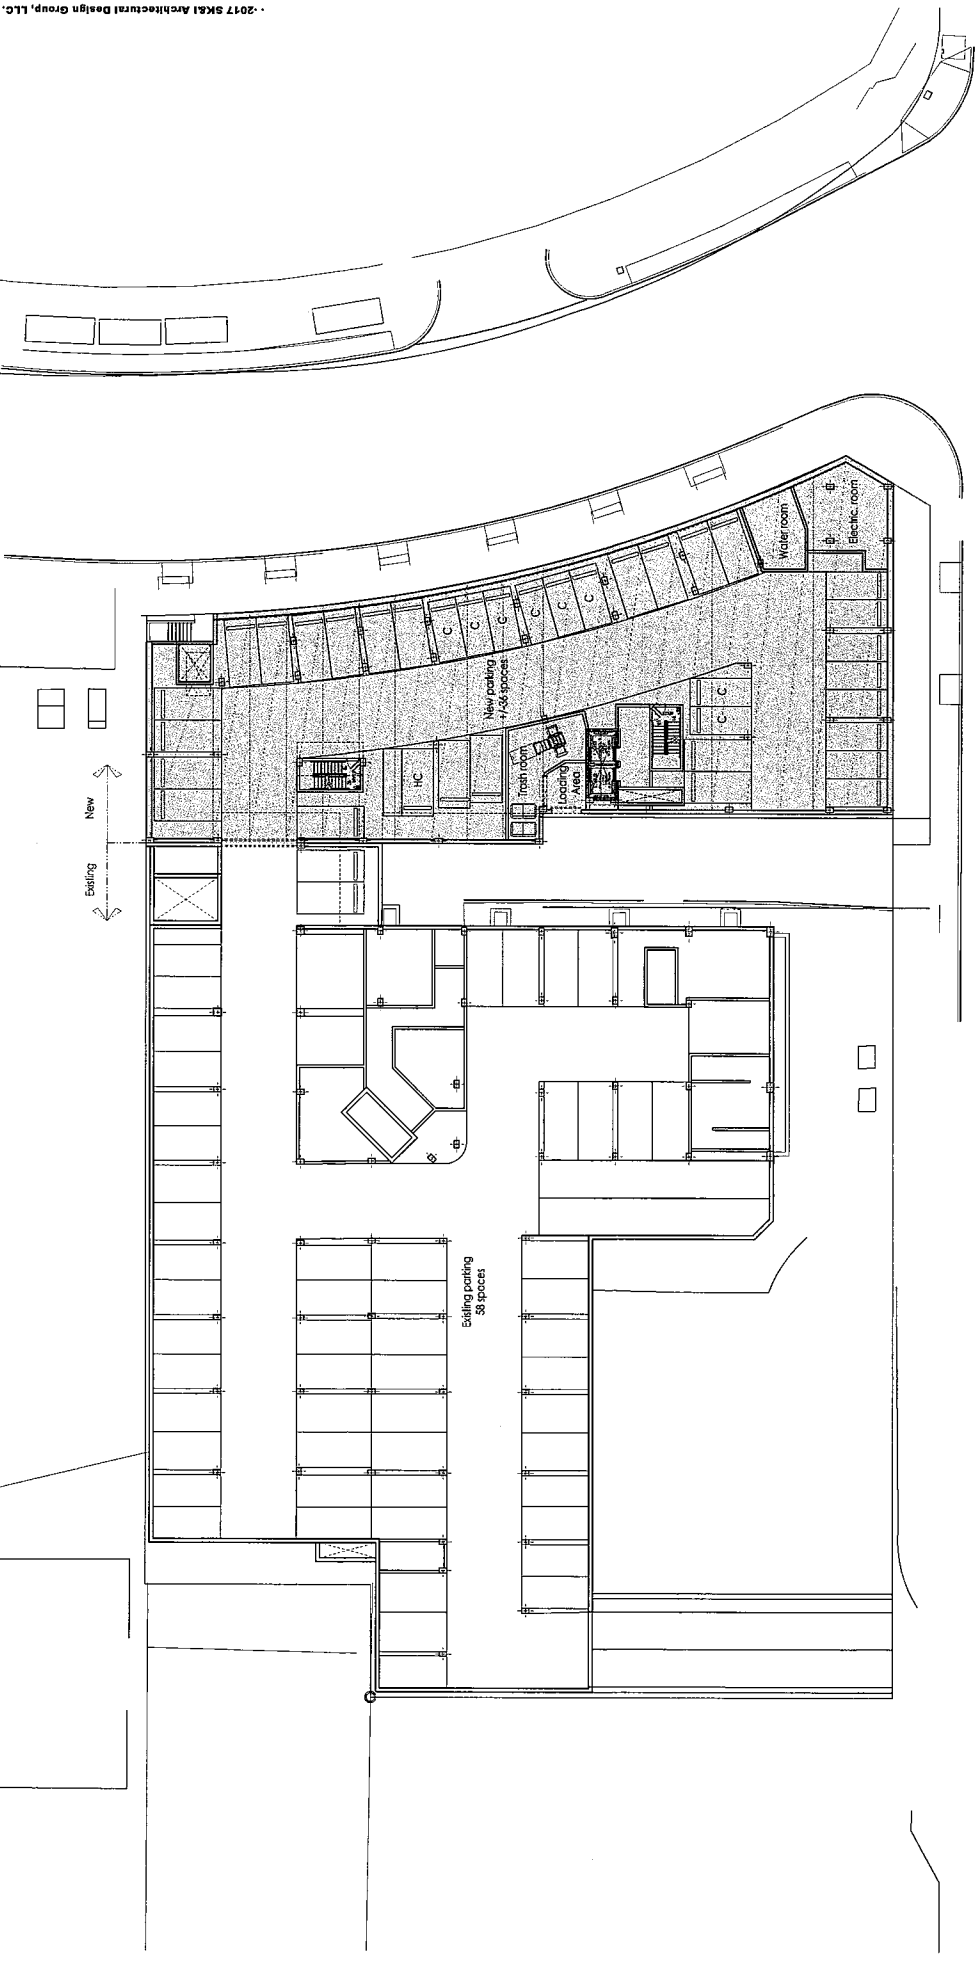 · ·2017 SK&I Architectural Design Group, LLC.
New
Existing
New parking
+/-36 spaces
C
C
C
C
C
C
C
C
HC
Trash room
Loading
Area
Water room
Electric. room
Existing parking
58 spaces